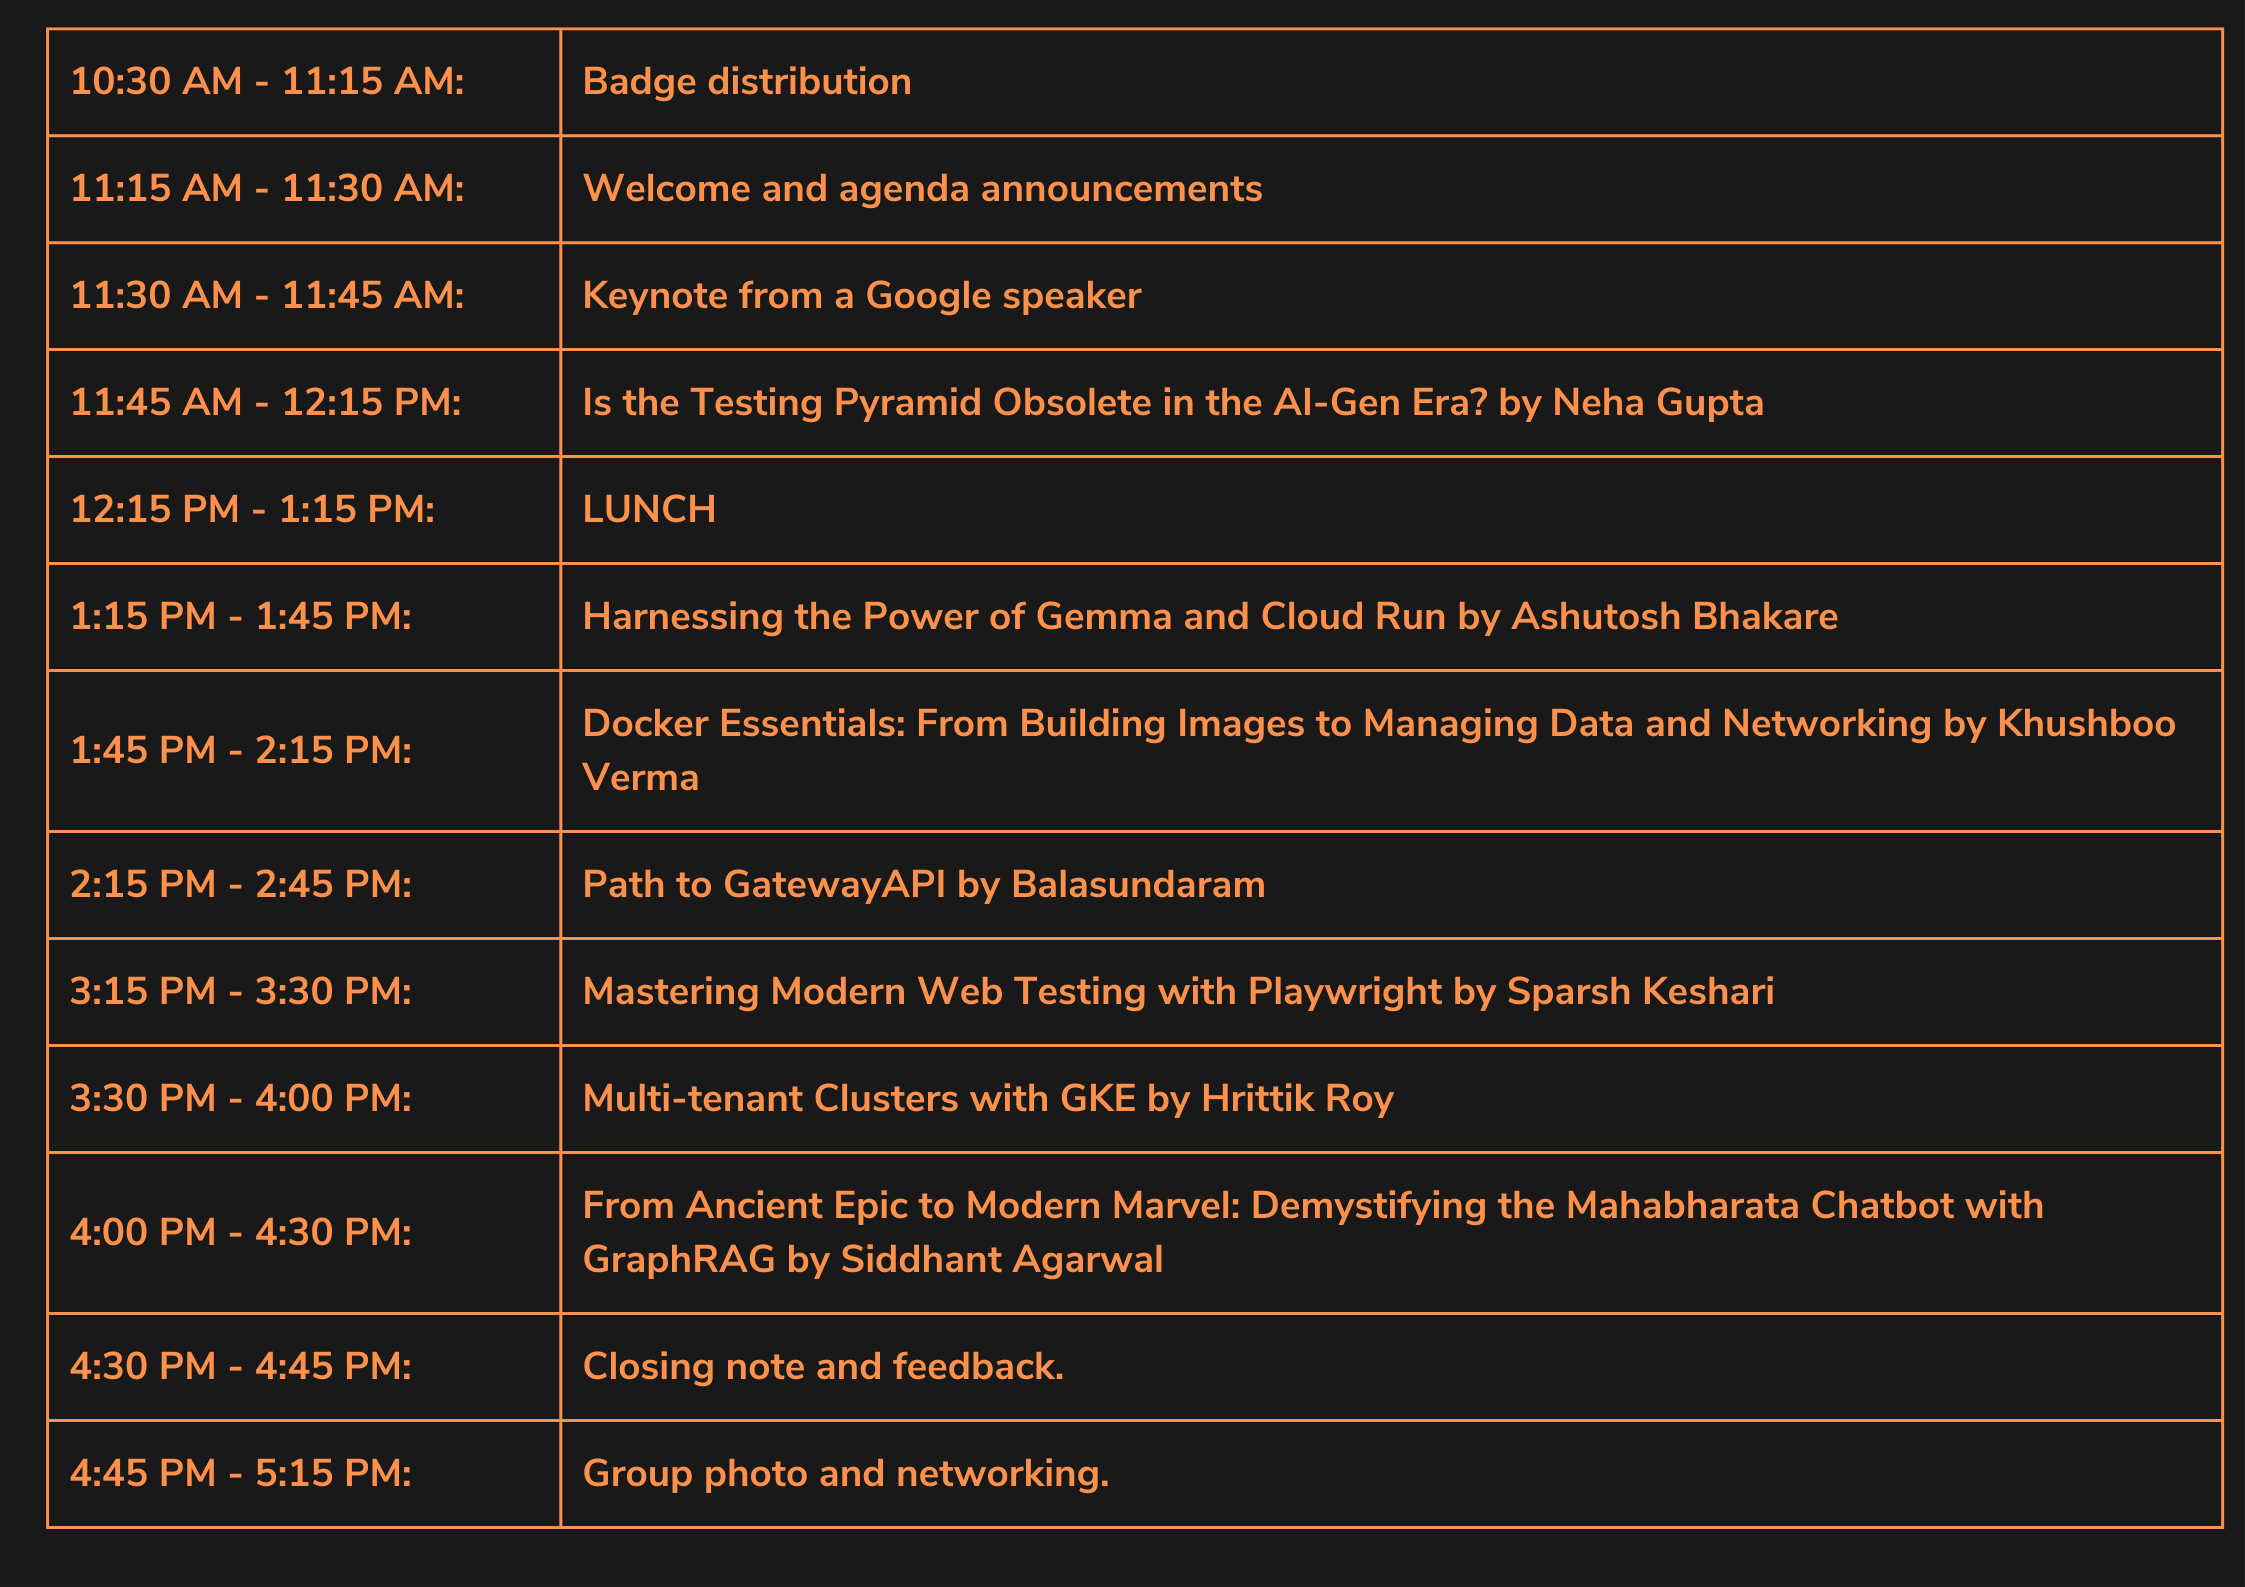 10:30 AM - 11:15 AM: Badge distribution
11:15 AM - 11:30 AM: Welcome and agenda announcements
11:30 AM - 11:45 AM: Keynote from a Google speaker
11:45 AM - 12:15 PM: Is the Testing Pyramid Obsolete in the AI-Gen Era? by Neha Gupta
12:15 PM - 1:15 PM: LUNCH
1:15 PM - 1:45 PM: Harnessing the Power of Gemma and Cloud Run by Ashutosh Bhakare
1:45 PM - 2:15 PM: Docker Essentials: From Building Images to Managing Data and Networking by Khushboo
Verma
2:15 PM - 2:45 PM: Path to GatewayAPI by Balasundaram
3:15 PM - 3:30 PM: Mastering Modern Web Testing with Playwright by Sparsh Keshari
3:30 PM - 4:00 PM: Multi-tenant Clusters with GKE by Hrittik Roy
4:00 PM - 4:30 PM: From Ancient Epic to Modern Marvel: Demystifying the Mahabharata Chatbot with
GraphRAG by Siddhant Agarwal
4:30 PM - 4:45 PM: Closing note and feedback.
4:45 PM - 5:15 PM: Group photo and networking.